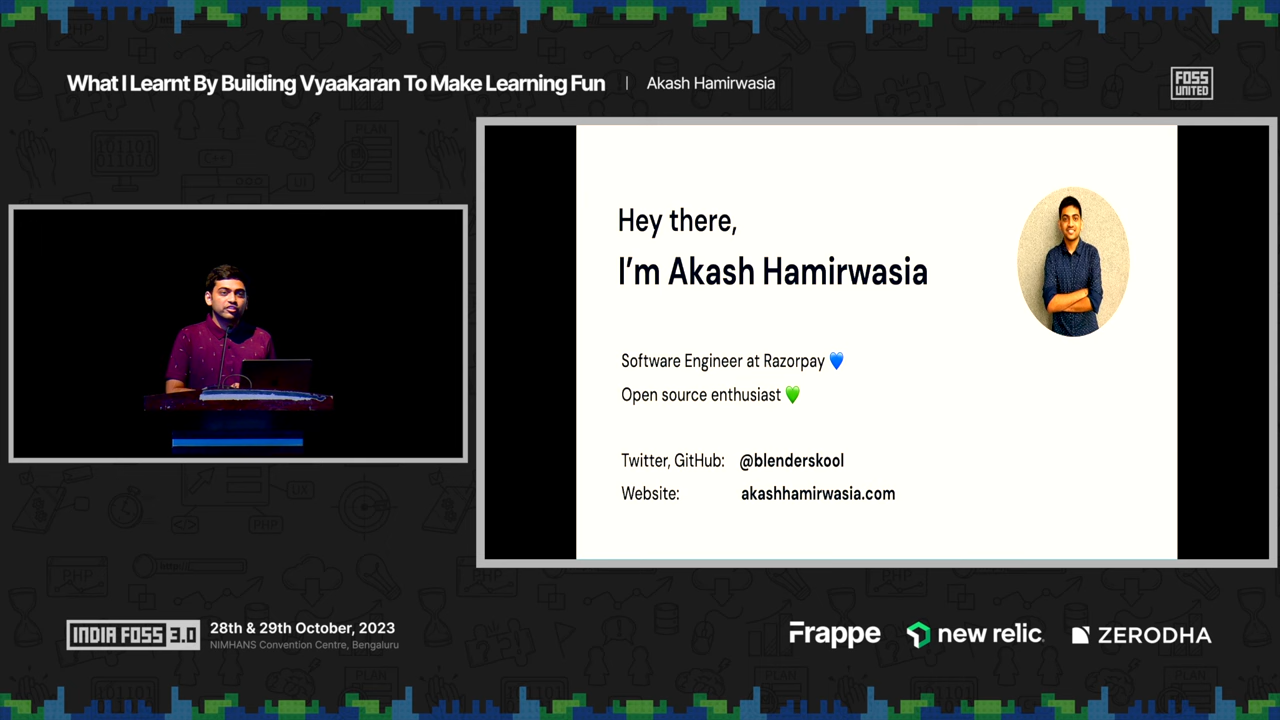 What I Learnt By Building Vyaakaran To Make Learning Fun | Akash Hamirwasia
FOSS
UNITED
Hey there,
I'm Akash Hamirwasia
Software Engineer at Razorpay 💙
Open source enthusiast 💚
Twitter, GitHub: @blenderskool
Website: akashhamirwasia.com
INDIA FOSS 3.0
28th & 29th October, 2023
NIMHANS Convention Centre, Bengaluru
Frappe
new relic
ZERODHA